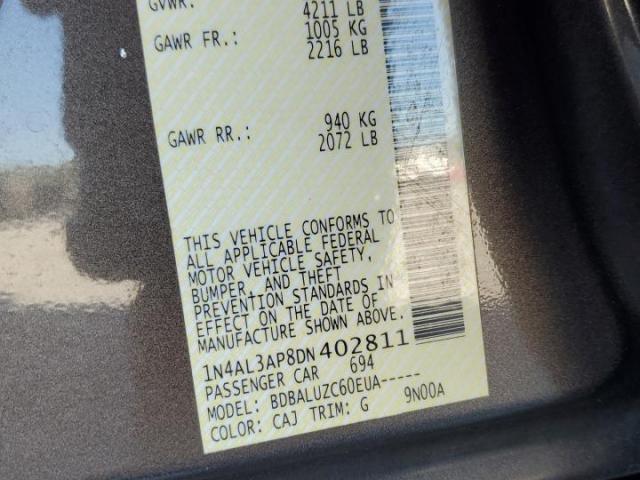 GVWR: 4211 LB
GAWR FR.: 1005 KG
2216 LB
GAWR RR.: 940 KG
2072 LB
THIS VEHICLE CONFORMS TO
ALL APPLICABLE FEDERAL
MOTOR VEHICLE SAFETY,
BUMPER, AND THEFT
PREVENTION STANDARDS IN
EFFECT ON THE DATE OF
MANUFACTURE SHOWN ABOVE.
1N4AL3AP8DN402811
PASSENGER CAR 694
MODEL: BDBALUZC60EUA-----
COLOR: CAJ TRIM: G 9N00A